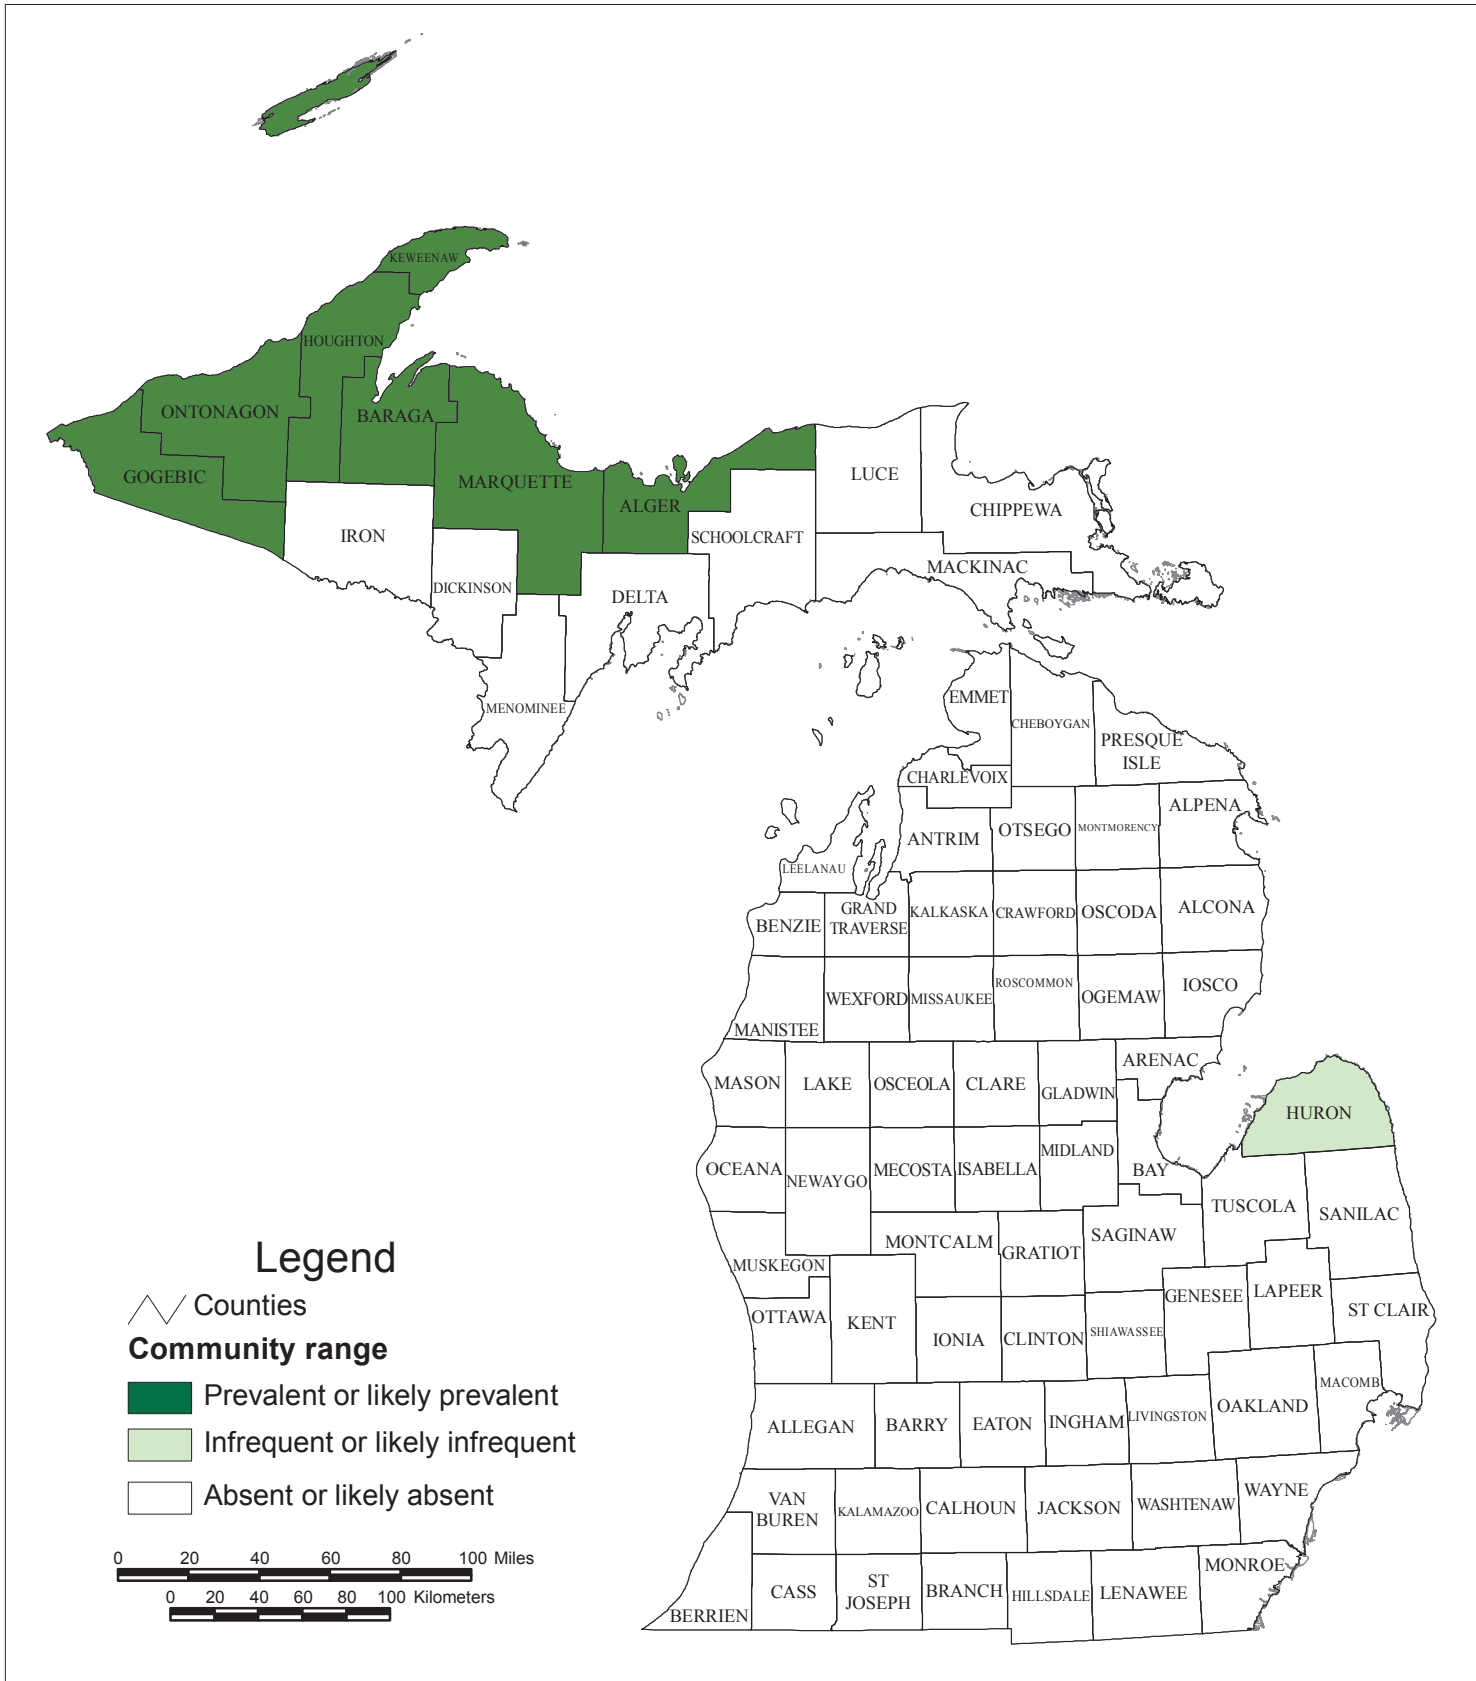 KEWEENAW
HOUGHTON
ONTONAGON
BARAGA
GOGEBIC
MARQUETTE
ALGER
LUCE
CHIPPEWA
IRON
SCHOOLCRAFT
MACKINAC
DICKINSON
DELTA
MENOMINEE
EMMET
CHEBOYGAN
PRESQUE
ISLE
CHARLEVOIX
ALPENA
ANTRIM
OTSEGO
MONTMORENCY
LEELANAU
BENZIE
GRAND
TRAVERSE
KALKASKA
CRAWFORD
OSCODA
ALCONA
MANISTEE
WEXFORD
MISSAUKEE
ROSCOMMON
OGEMAW
IOSCO
ARENAC
MASON
LAKE
OSCEOLA
CLARE
GLADWIN
HURON
OCEANA
NEWAYGO
MECOSTA
ISABELLA
MIDLAND
BAY
TUSCOLA
SANILAC
MUSKEGON
MONTCALM
GRATIOT
SAGINAW
GENESEE
LAPEER
ST CLAIR
OTTAWA
KENT
IONIA
CLINTON
SHIAWASSEE
OAKLAND
MACOMB
ALLEGAN
BARRY
EATON
INGHAM
LIVINGSTON
VAN
BUREN
KALAMAZOO
CALHOUN
JACKSON
WASHTENAW
WAYNE
BERRIEN
CASS
ST
JOSEPH
BRANCH
HILLSDALE
LENAWEE
MONROE
Legend
Counties
Community range
Prevalent or likely prevalent
Infrequent or likely infrequent
Absent or likely absent
0 20 40 60 80 100 Miles
0 20 40 60 80 100 Kilometers